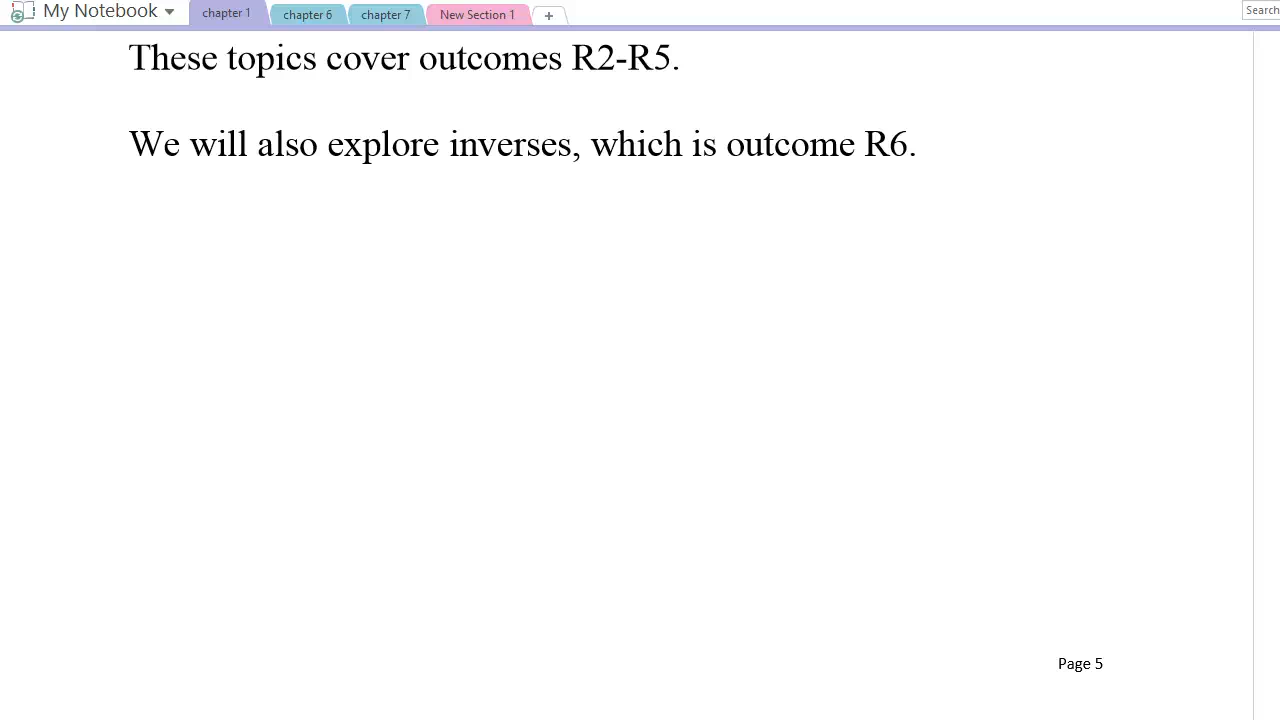 My Notebook
chapter 1
chapter 6
chapter 7
New Section 1
Search
These topics cover outcomes R2-R5.
We will also explore inverses, which is outcome R6.
Page 5